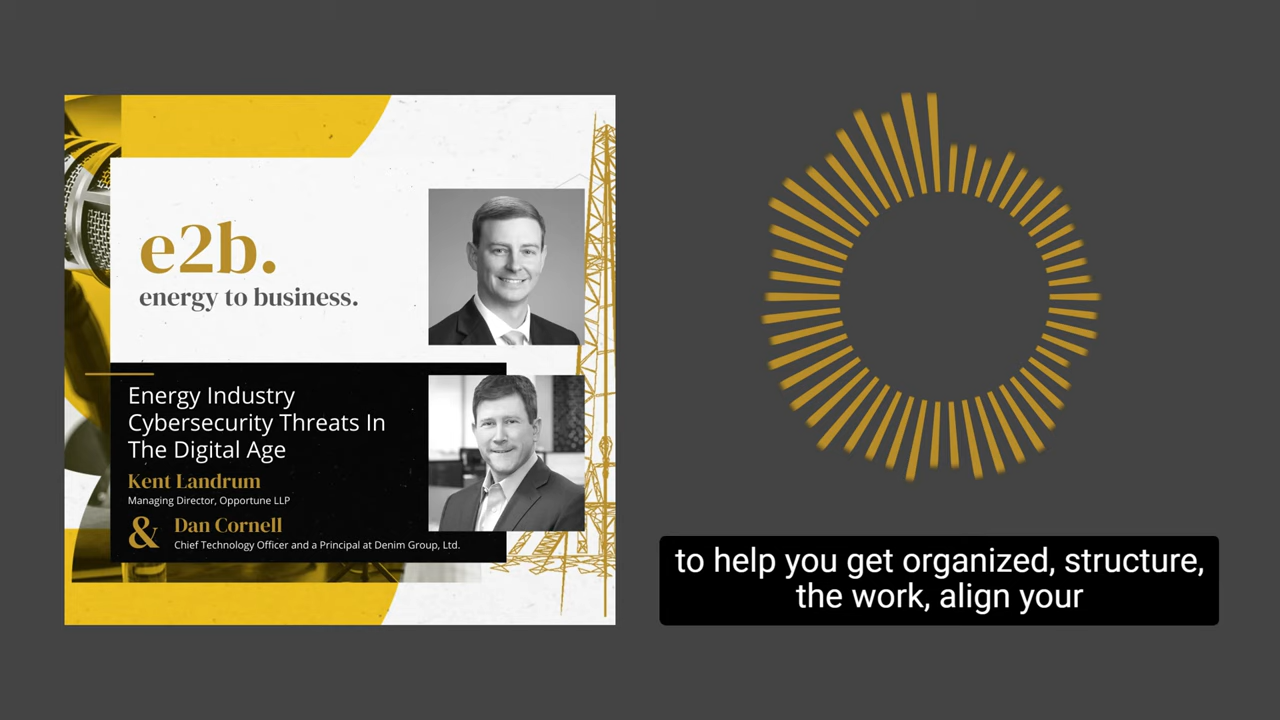 e2b.
energy to business.
Energy Industry
Cybersecurity Threats In
The Digital Age
Kent Landrum
Managing Director, Opportune LLP
& Dan Cornell
Chief Technology Officer and a Principal at Denim Group, Ltd.
to help you get organized, structure,
the work, align your